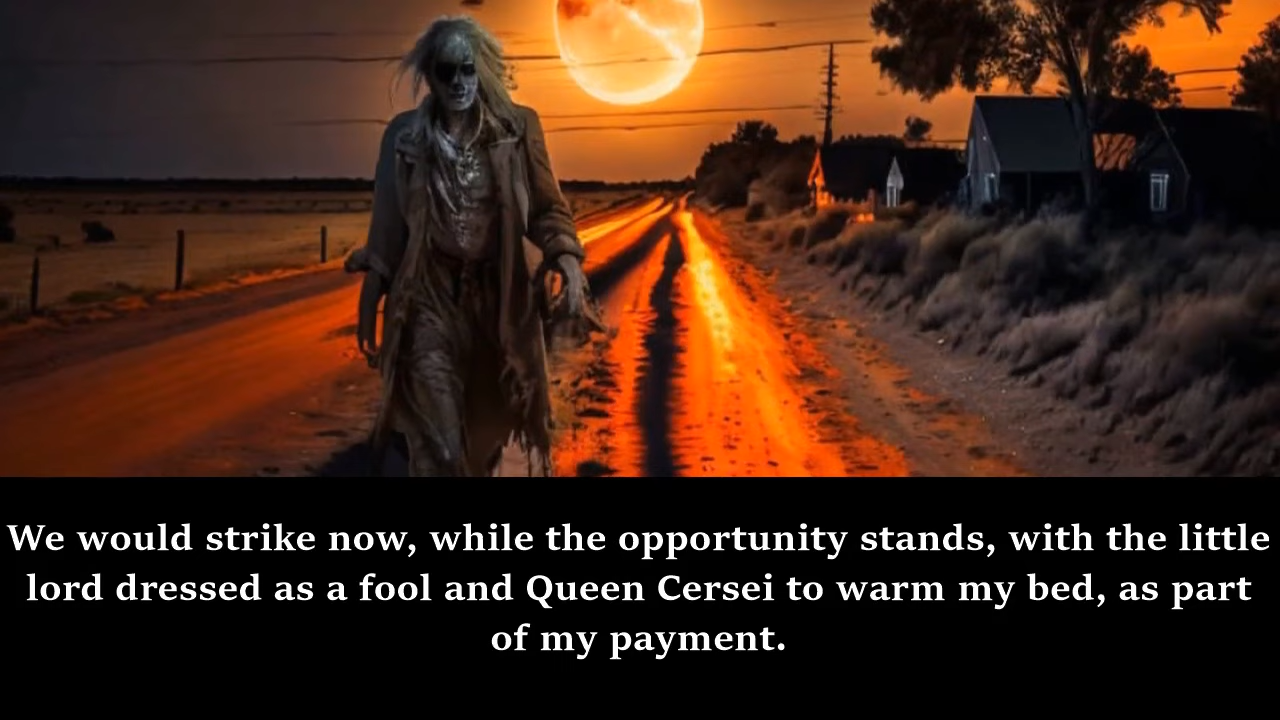 We would strike now, while the opportunity stands, with the little
lord dressed as a fool and Queen Cersei to warm my bed, as part
of my payment.